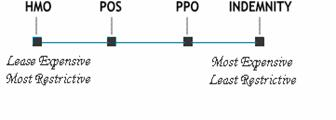 HMO POS PPO INDEMNITY
Lease Expensive Most Expensive
Most Restrictive Least Restrictive